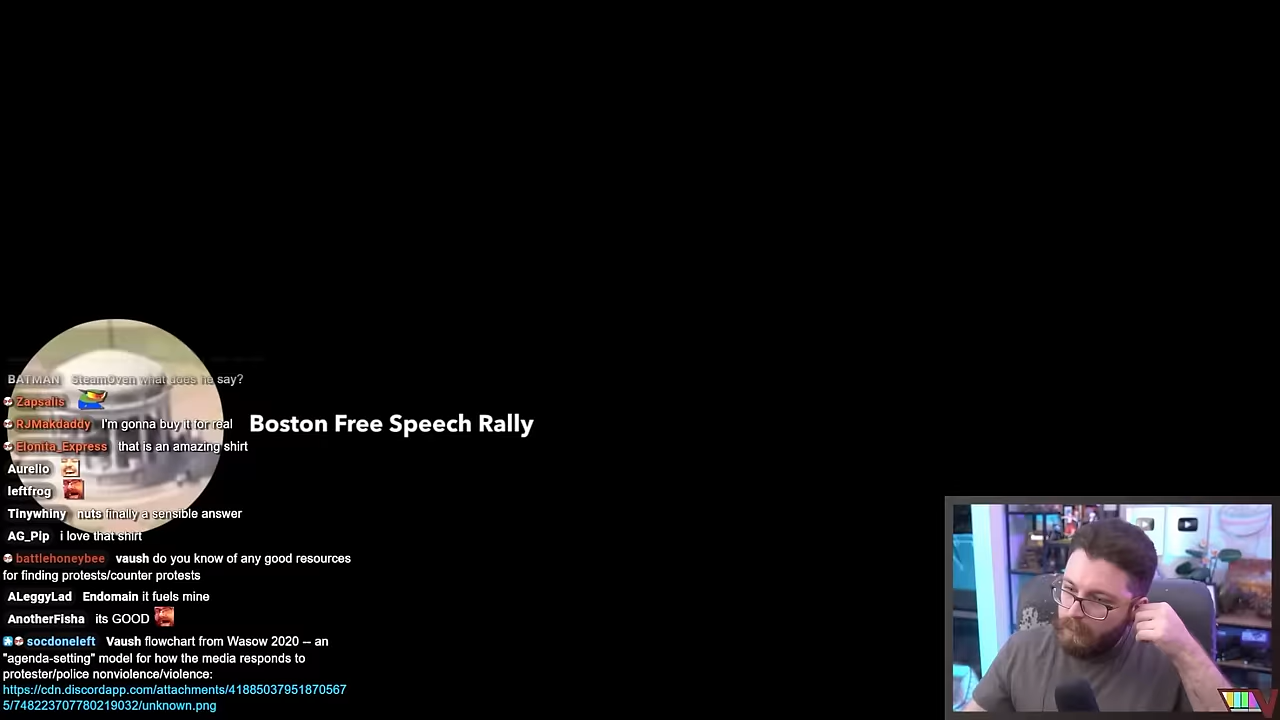 BATMAN SteamOven what does he say?
Zapsalis
RJMakdaddy I'm gonna buy it for real
Boston Free Speech Rally
Elonita_Express that is an amazing shirt
Aurelio
leftfrog
Tinywhiny nuts finally a sensible answer
AG_Pip i love that shirt
battlehoneybee vaush do you know of any good resources
for finding protests/counter protests
ALeggyLad Endomain it fuels mine
AnotherFisha its GOOD
socdoneleft Vaush flowchart from Wasow 2020 – an
"agenda-setting" model for how the media responds to
protester/police nonviolence/violence:
https://cdn.discordapp.com/attachments/41885037951870567
5/748223707780219032/unknown.png